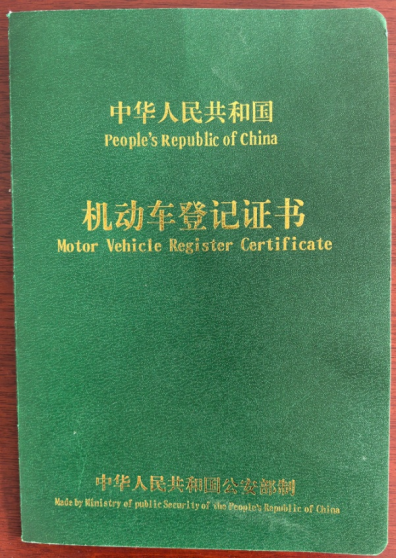 中华人民共和国
People's Republic of China
机动车登记证书
Motor Vehicle Register Certificate
中华人民共和国公安部制
Made by Ministry of public Security of the People's Republic of China